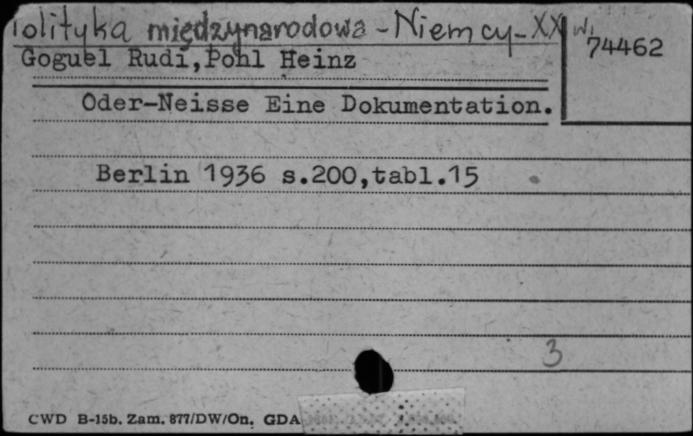 Polityka międzynarodowa - Niemcy - XX w.
74462
Goguel Rudi,Pohl Heinz
Oder-Neisse Eine Dokumentation.
Berlin 1936 s.200,tabl.15
3
CWD B-15b. Zam. 877/DW/On. GDA